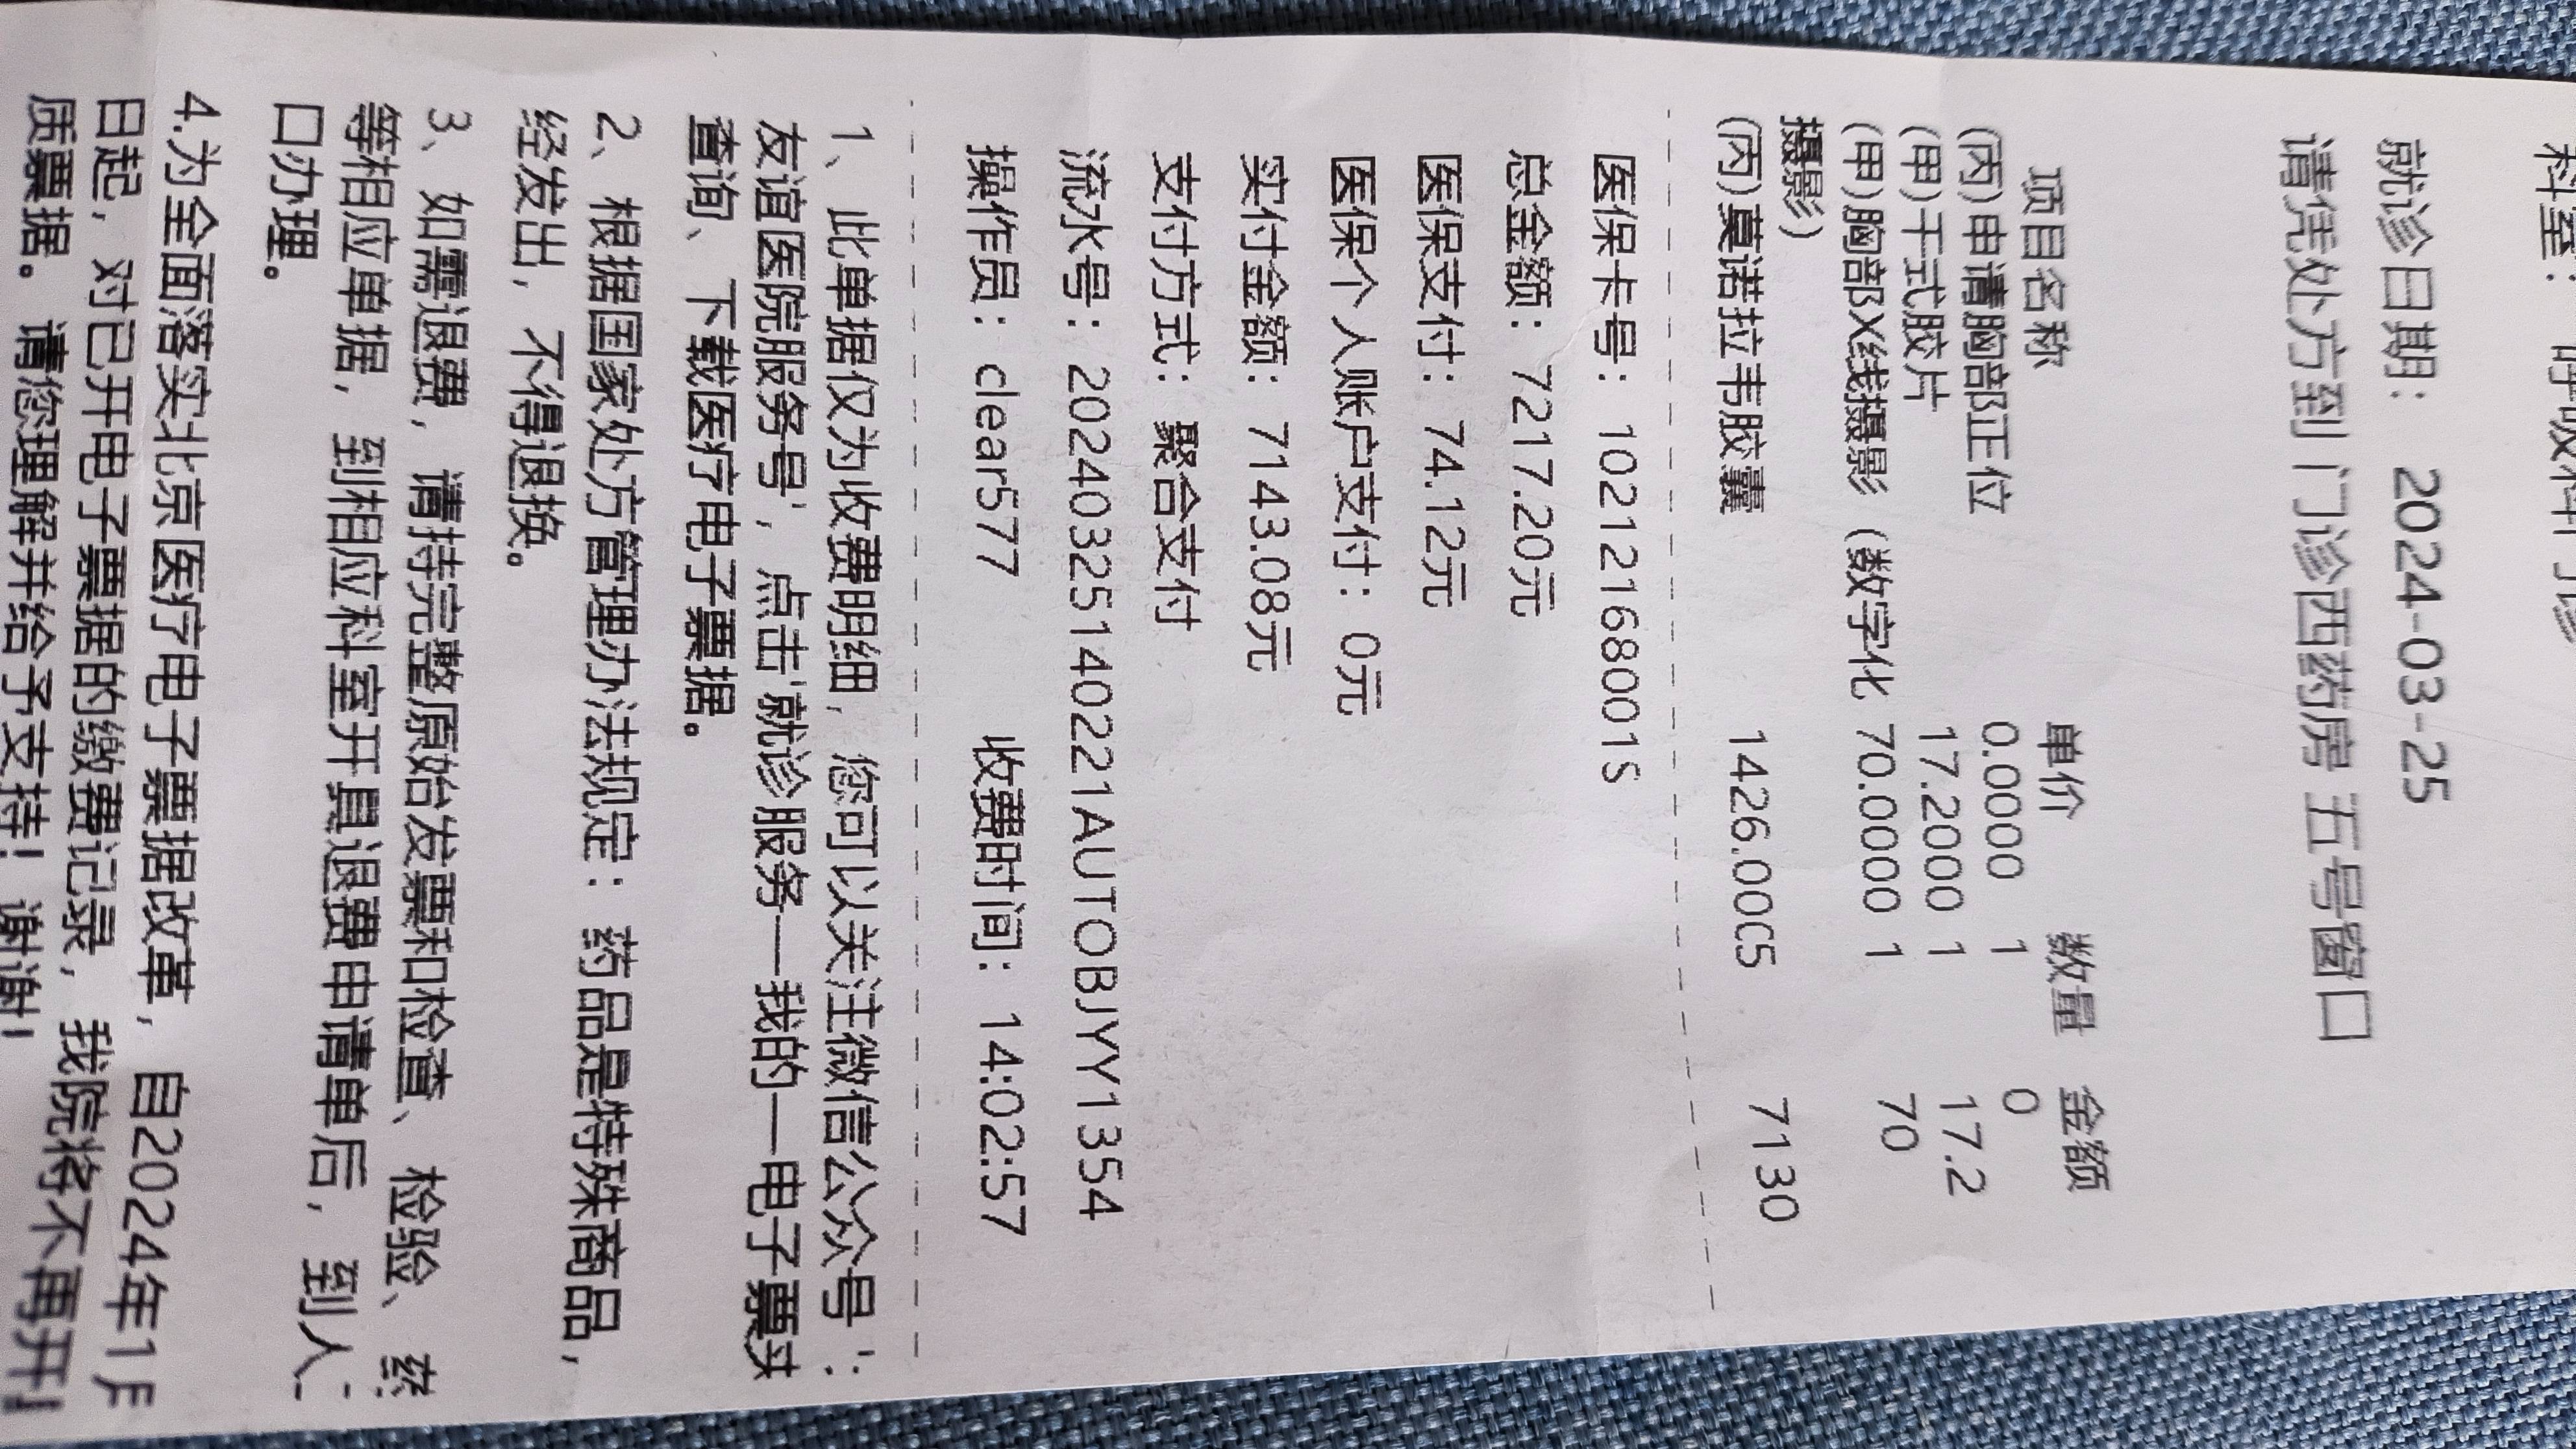 科室：呼吸科门诊
就诊日期：2024-03-25
请凭处方到门诊西药房 五号窗口
项目名称 单价 数量 金额
(丙)申请胸部正位 0.0000 1 0
(甲)干式胶片 17.2000 1 17.2
(甲)胸部X线摄影（数字化 70.0000 1 70
摄影）
(丙)莫诺拉韦胶囊 1426.00C5 7130
医保卡号：10212168001S
总金额：7217.20元
医保支付：74.12元
医保个人账户支付：0元
实付金额：7143.08元
支付方式：聚合支付
流水号：20240325140221AUTOBJYY1354
操作员：clear577 收费时间：14:02:57
1、此单据仅为收费明细，您可以关注微信公众号'：
友谊医院服务号'，点击'就诊服务—我的—电子票夹
查询、下载医疗电子票据。
2、根据国家处方管理办法规定：药品是特殊商品，
经发出，不得退换。
3、如需退费，请持完整原始发票和检查、检验、
等相应单据，到相应科室开具退费申请单后，到人
口办理。
4.为全面落实北京医疗电子票据改革，自2024年1月
日起，对已开电子票据的缴费记录，我院将不再开
质票据。请您理解并给予支持！谢谢！